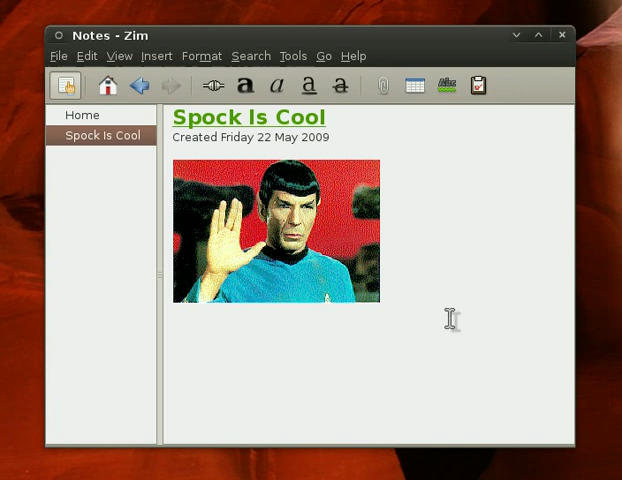 Notes - Zim
File Edit View Insert Format Search Tools Go Help
a a a a Abc
Home
Spock Is Cool
Spock Is Cool
Created Friday 22 May 2009